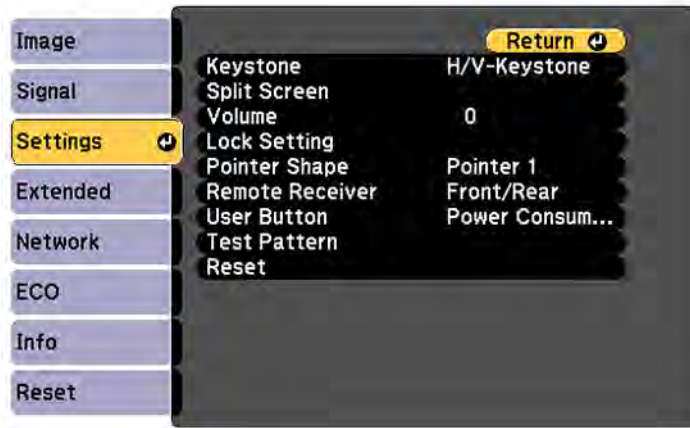 Image
Signal
Settings
Extended
Network
ECO
Info
Reset
Return
Keystone H/V-Keystone
Split Screen
Volume 0
Lock Setting
Pointer Shape Pointer 1
Remote Receiver Front/Rear
User Button Power Consum...
Test Pattern
Reset